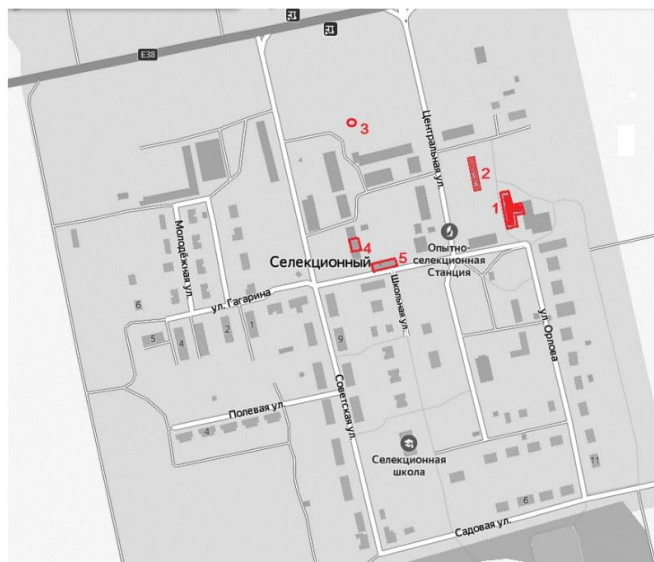 E38
3
Центральная ул.
2
1
Молодёжная ул.
4
5
Опытно-
селекционная
Станция
Селекционный
ул. Гагарина
Школьная ул.
6
5
4
2
1
9
ул. Орлова
Советская ул.
Полевая ул.
4
Селекционная
школа
11
6
Садовая ул.